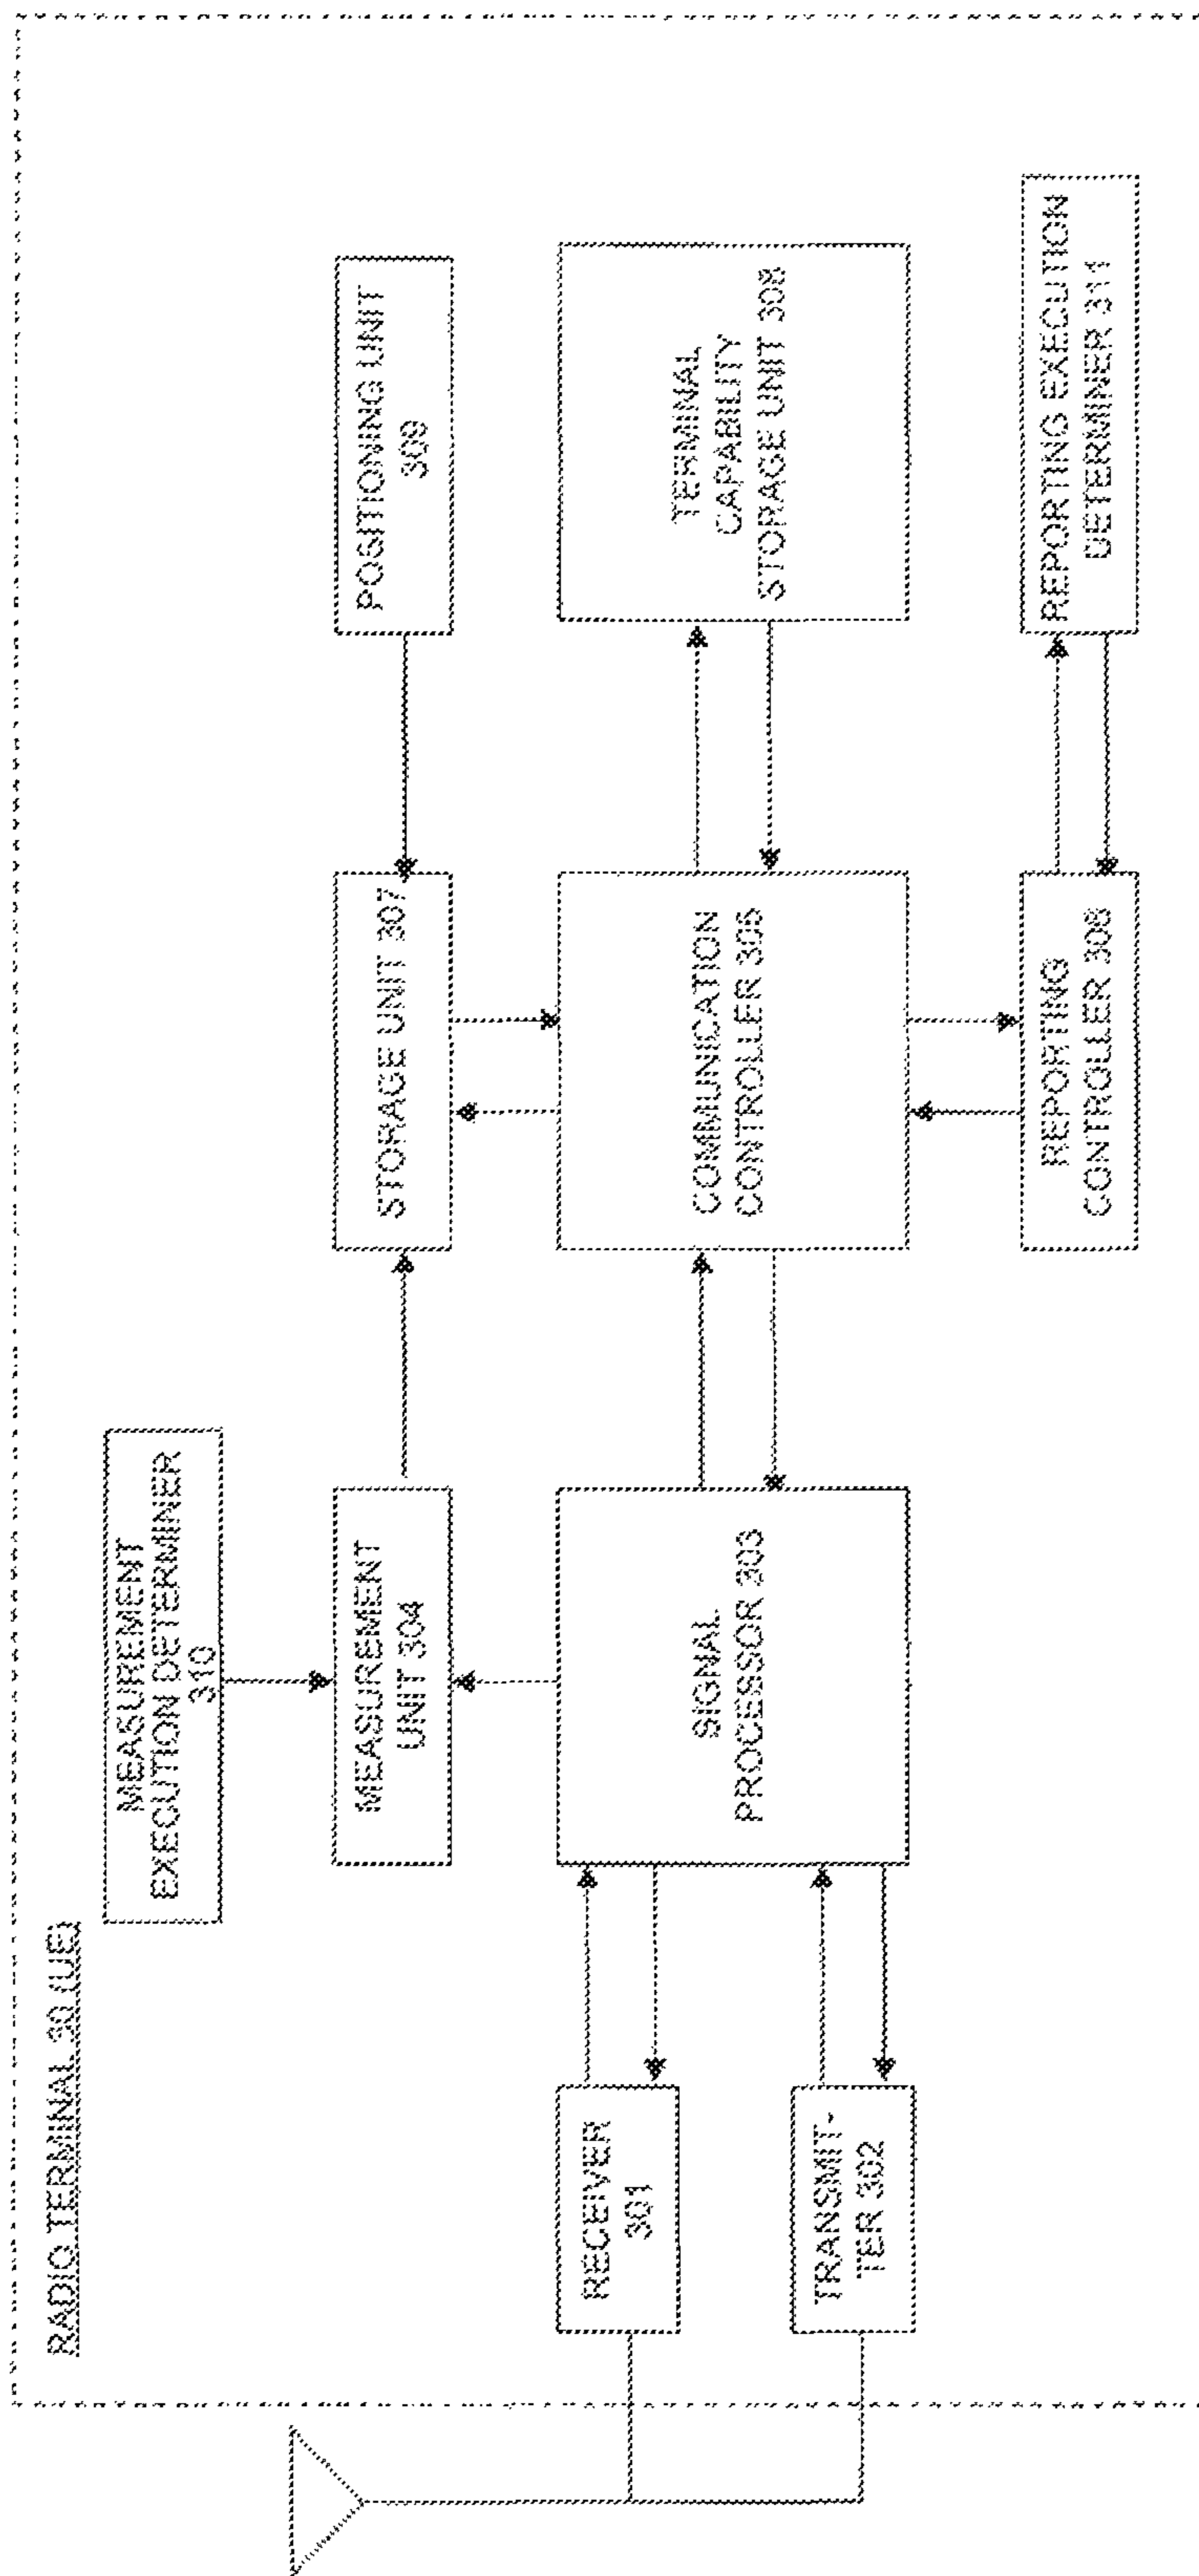 RADIO TERMINAL 30 (UE)
MEASUREMENT
EXECUTION DETERMINER
310
MEASUREMENT
UNIT 304
STORAGE UNIT 307
POSITIONING UNIT
309
RECEIVER
301
TRANSMIT-
TER 302
SIGNAL
PROCESSOR 303
COMMUNICATION
CONTROLLER 305
TERMINAL
CAPABILITY
STORAGE UNIT 308
REPORTING
CONTROLLER 306
REPORTING EXECUTION
DETERMINER 311